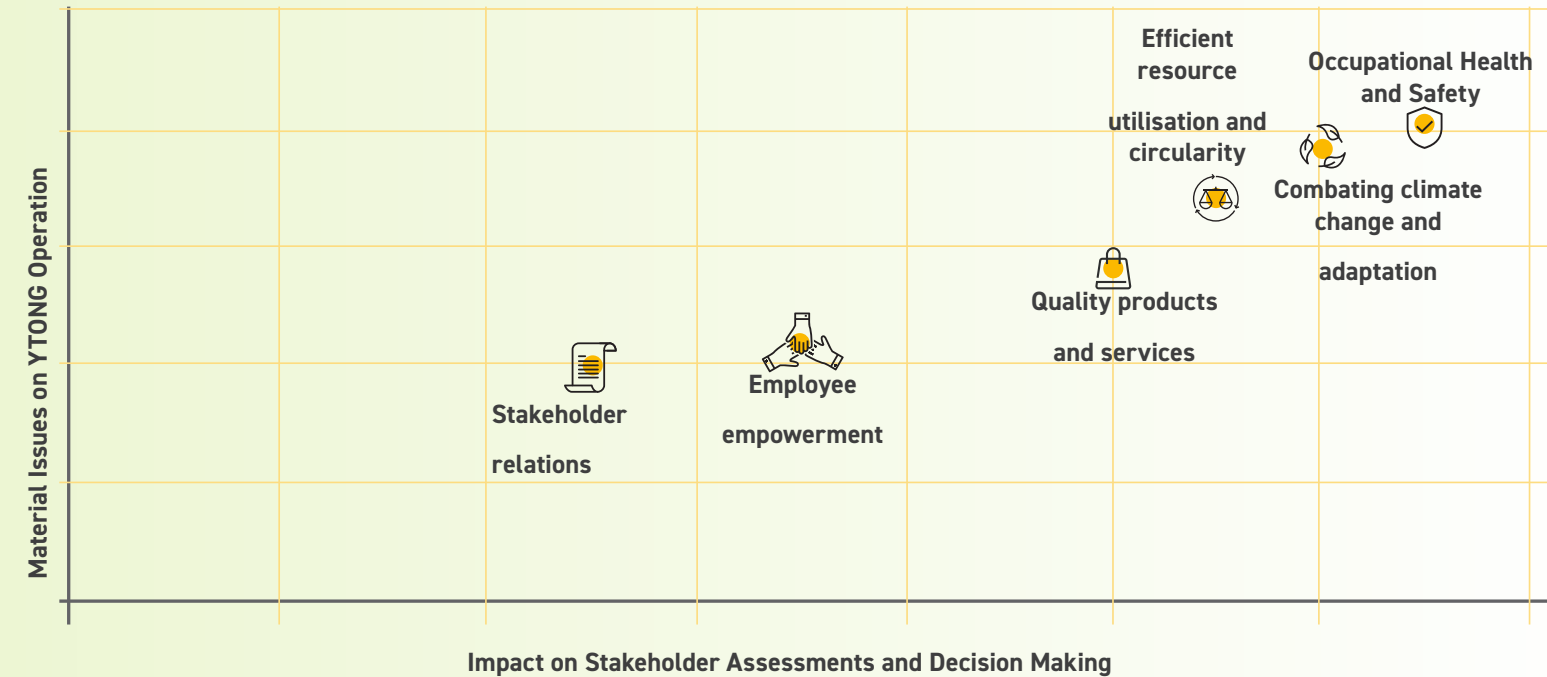 Efficient
resource
utilisation and
circularity
Occupational Health
and Safety
Combating climate
change and
adaptation
Quality products
and services
Employee
empowerment
Stakeholder
relations
Material Issues on YTONG Operation
Impact on Stakeholder Assessments and Decision Making